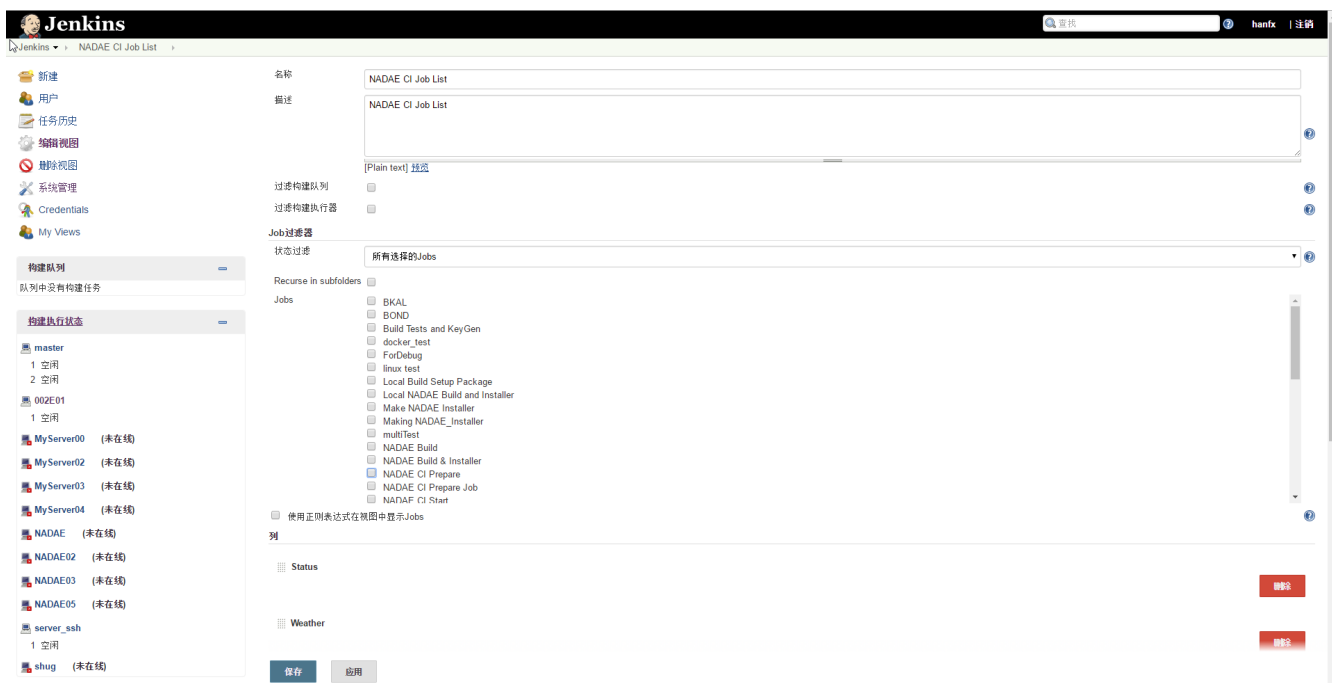 Jenkins
查找
hanfx | 注销
Jenkins
NADAE CI Job List
新建
用户
任务历史
编辑视图
删除视图
系统管理
Credentials
My Views
构建队列
队列中没有构建任务
构建执行状态
master
1 空闲
2 空闲
002E01
1 空闲
MyServer00 (未在线)
MyServer02 (未在线)
MyServer03 (未在线)
MyServer04 (未在线)
NADAE (未在线)
NADAE02 (未在线)
NADAE03 (未在线)
NADAE05 (未在线)
server_ssh
1 空闲
shug (未在线)
名称
NADAE CI Job List
描述
NADAE CI Job List
[Plain text] 预览
过滤构建队列
过滤构建执行器
Job过滤器
状态过滤
所有选择的Jobs
Recurse in subfolders
Jobs
BKAL
BOND
Build Tests and KeyGen
docker_test
ForDebug
linux test
Local Build Setup Package
Local NADAE Build and Installer
Make NADAE Installer
Making NADAE_Installer
multiTest
NADAE Build
NADAE Build & Installer
NADAE CI Prepare
NADAE CI Prepare Job
NADAE CI Start
使用正则表达式在视图中显示Jobs
列
Status
删除
Weather
删除
保存
应用